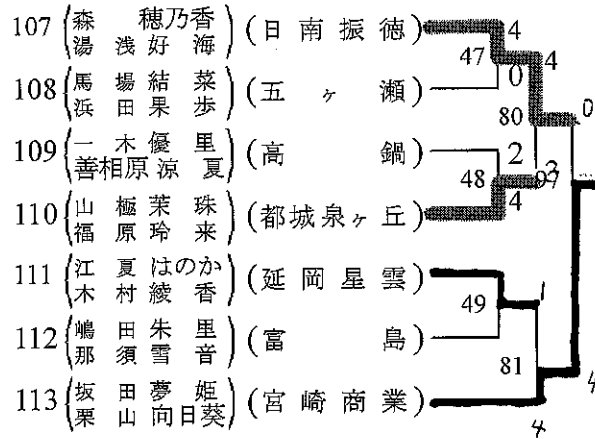 107 森 穂乃香 (日南振徳) 4
湯浅好海 47 4
0
108 馬場結菜 (五ヶ瀬)
浜田果歩 80 0
109 一木優里 (高鍋) 2
善相原涼夏 48 2 97
110 山極茉珠 (都城泉ヶ丘) 4
福原玲来
111 江夏はのか (延岡星雲)
木村綾香 49 1
112 嶋田朱里 (富島)
那須雪音 81 4
113 坂田夢姫 (宮崎商業)
栗山向日葵 4